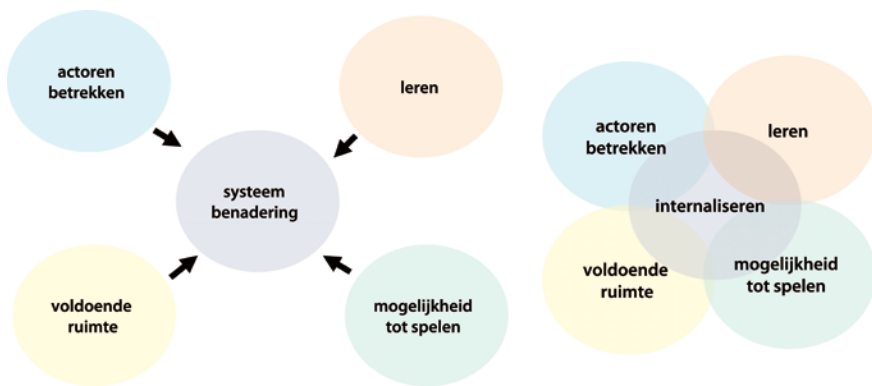 actoren
betrekken
leren
systeem
benadering
voldoende
ruimte
mogelijkheid
tot spelen
actoren
betrekken
leren
internaliseren
voldoende
ruimte
mogelijkheid
tot spelen